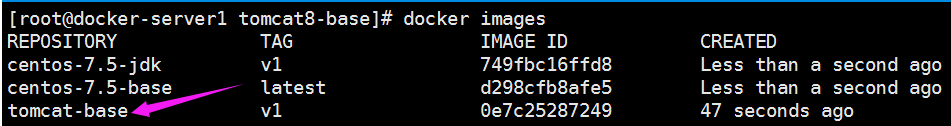 [root@docker-server1 tomcat8-base]# docker images
REPOSITORY TAG IMAGE ID CREATED
centos-7.5-jdk v1 749fbc16ffd8 Less than a second ago
centos-7.5-base latest d298cfb8afe5 Less than a second ago
tomcat-base v1 0e7c25287249 47 seconds ago